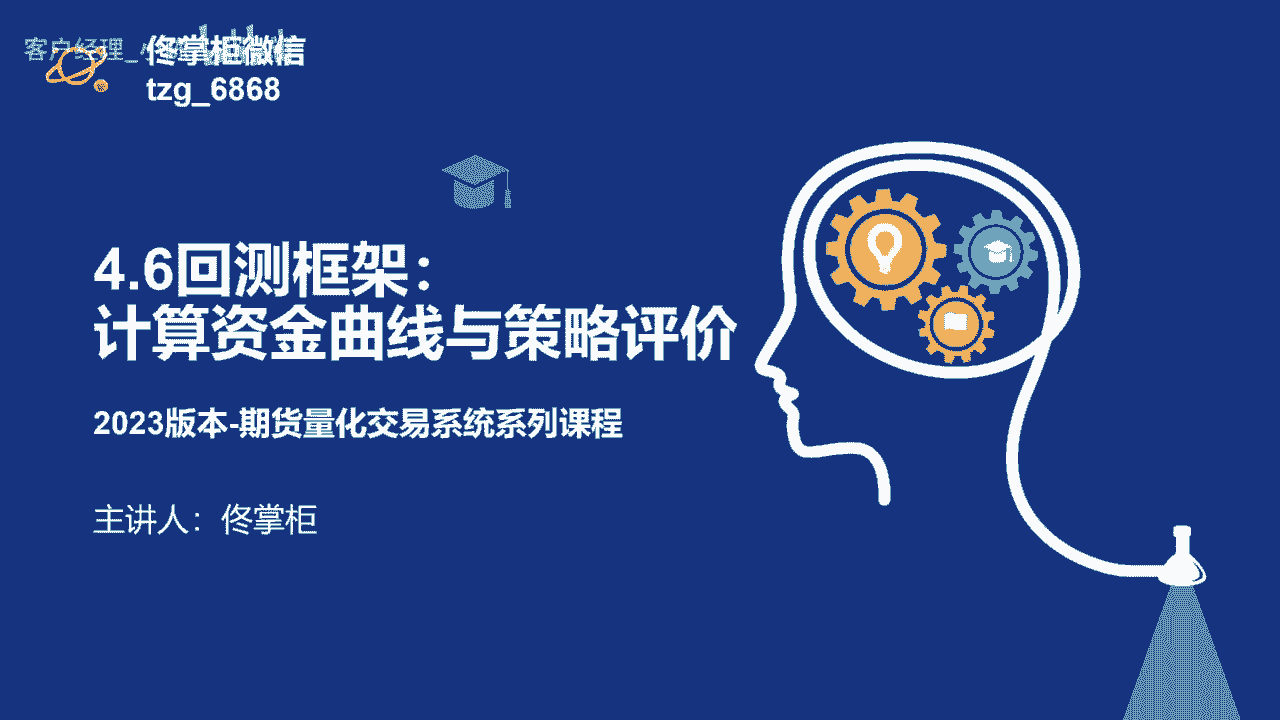 客户经理_小
佟掌柜微信
tzg_6868
4.6回测框架：
计算资金曲线与策略评价
2023版本-期货量化交易系统系列课程
主讲人：佟掌柜